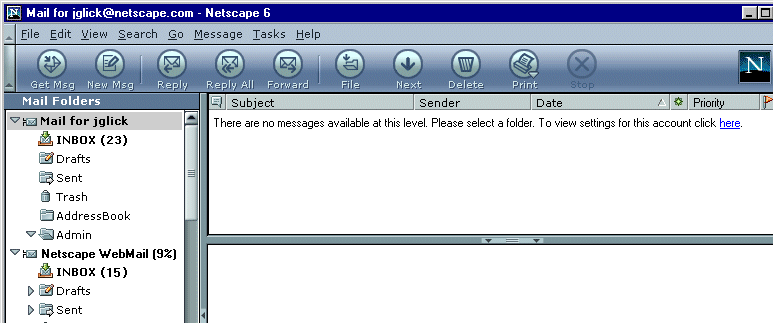 Mail for jglick@netscape.com - Netscape 6
File Edit View Search Go Message Tasks Help
Get Msg New Msg Reply Reply All Forward File Next Delete Print Stop
N
Mail Folders
Subject Sender Date Priority
Mail for jglick
There are no messages available at this level. Please select a folder. To view settings for this account click here.
INBOX (23)
Drafts
Sent
Trash
AddressBook
Admin
Netscape WebMail (9%)
INBOX (15)
Drafts
Sent